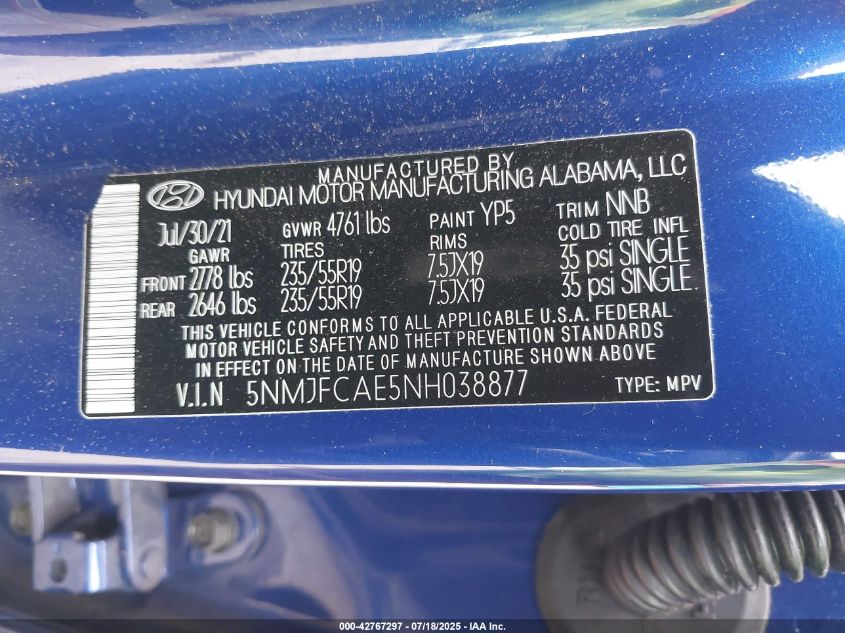 MANUFACTURED BY
HYUNDAI MOTOR MANUFACTURING ALABAMA, LLC
Jul/30/21 GVWR 4761 lbs PAINT YP5 TRIM NNB
GAWR TIRES RIMS COLD TIRE INFL
FRONT 2778 lbs 235/55R19 7.5JX19 35 psi SINGLE
REAR 2646 lbs 235/55R19 7.5JX19 35 psi SINGLE
THIS VEHICLE CONFORMS TO ALL APPLICABLE U.S.A. FEDERAL
MOTOR VEHICLE SAFETY AND THEFT PREVENTION STANDARDS
IN EFFECT ON THE DATE OF MANUFACTURE SHOWN ABOVE
V.I.N 5NMJFCAE5NH038877 TYPE: MPV
000-42767297 - 07/18/2025 - IAA Inc.